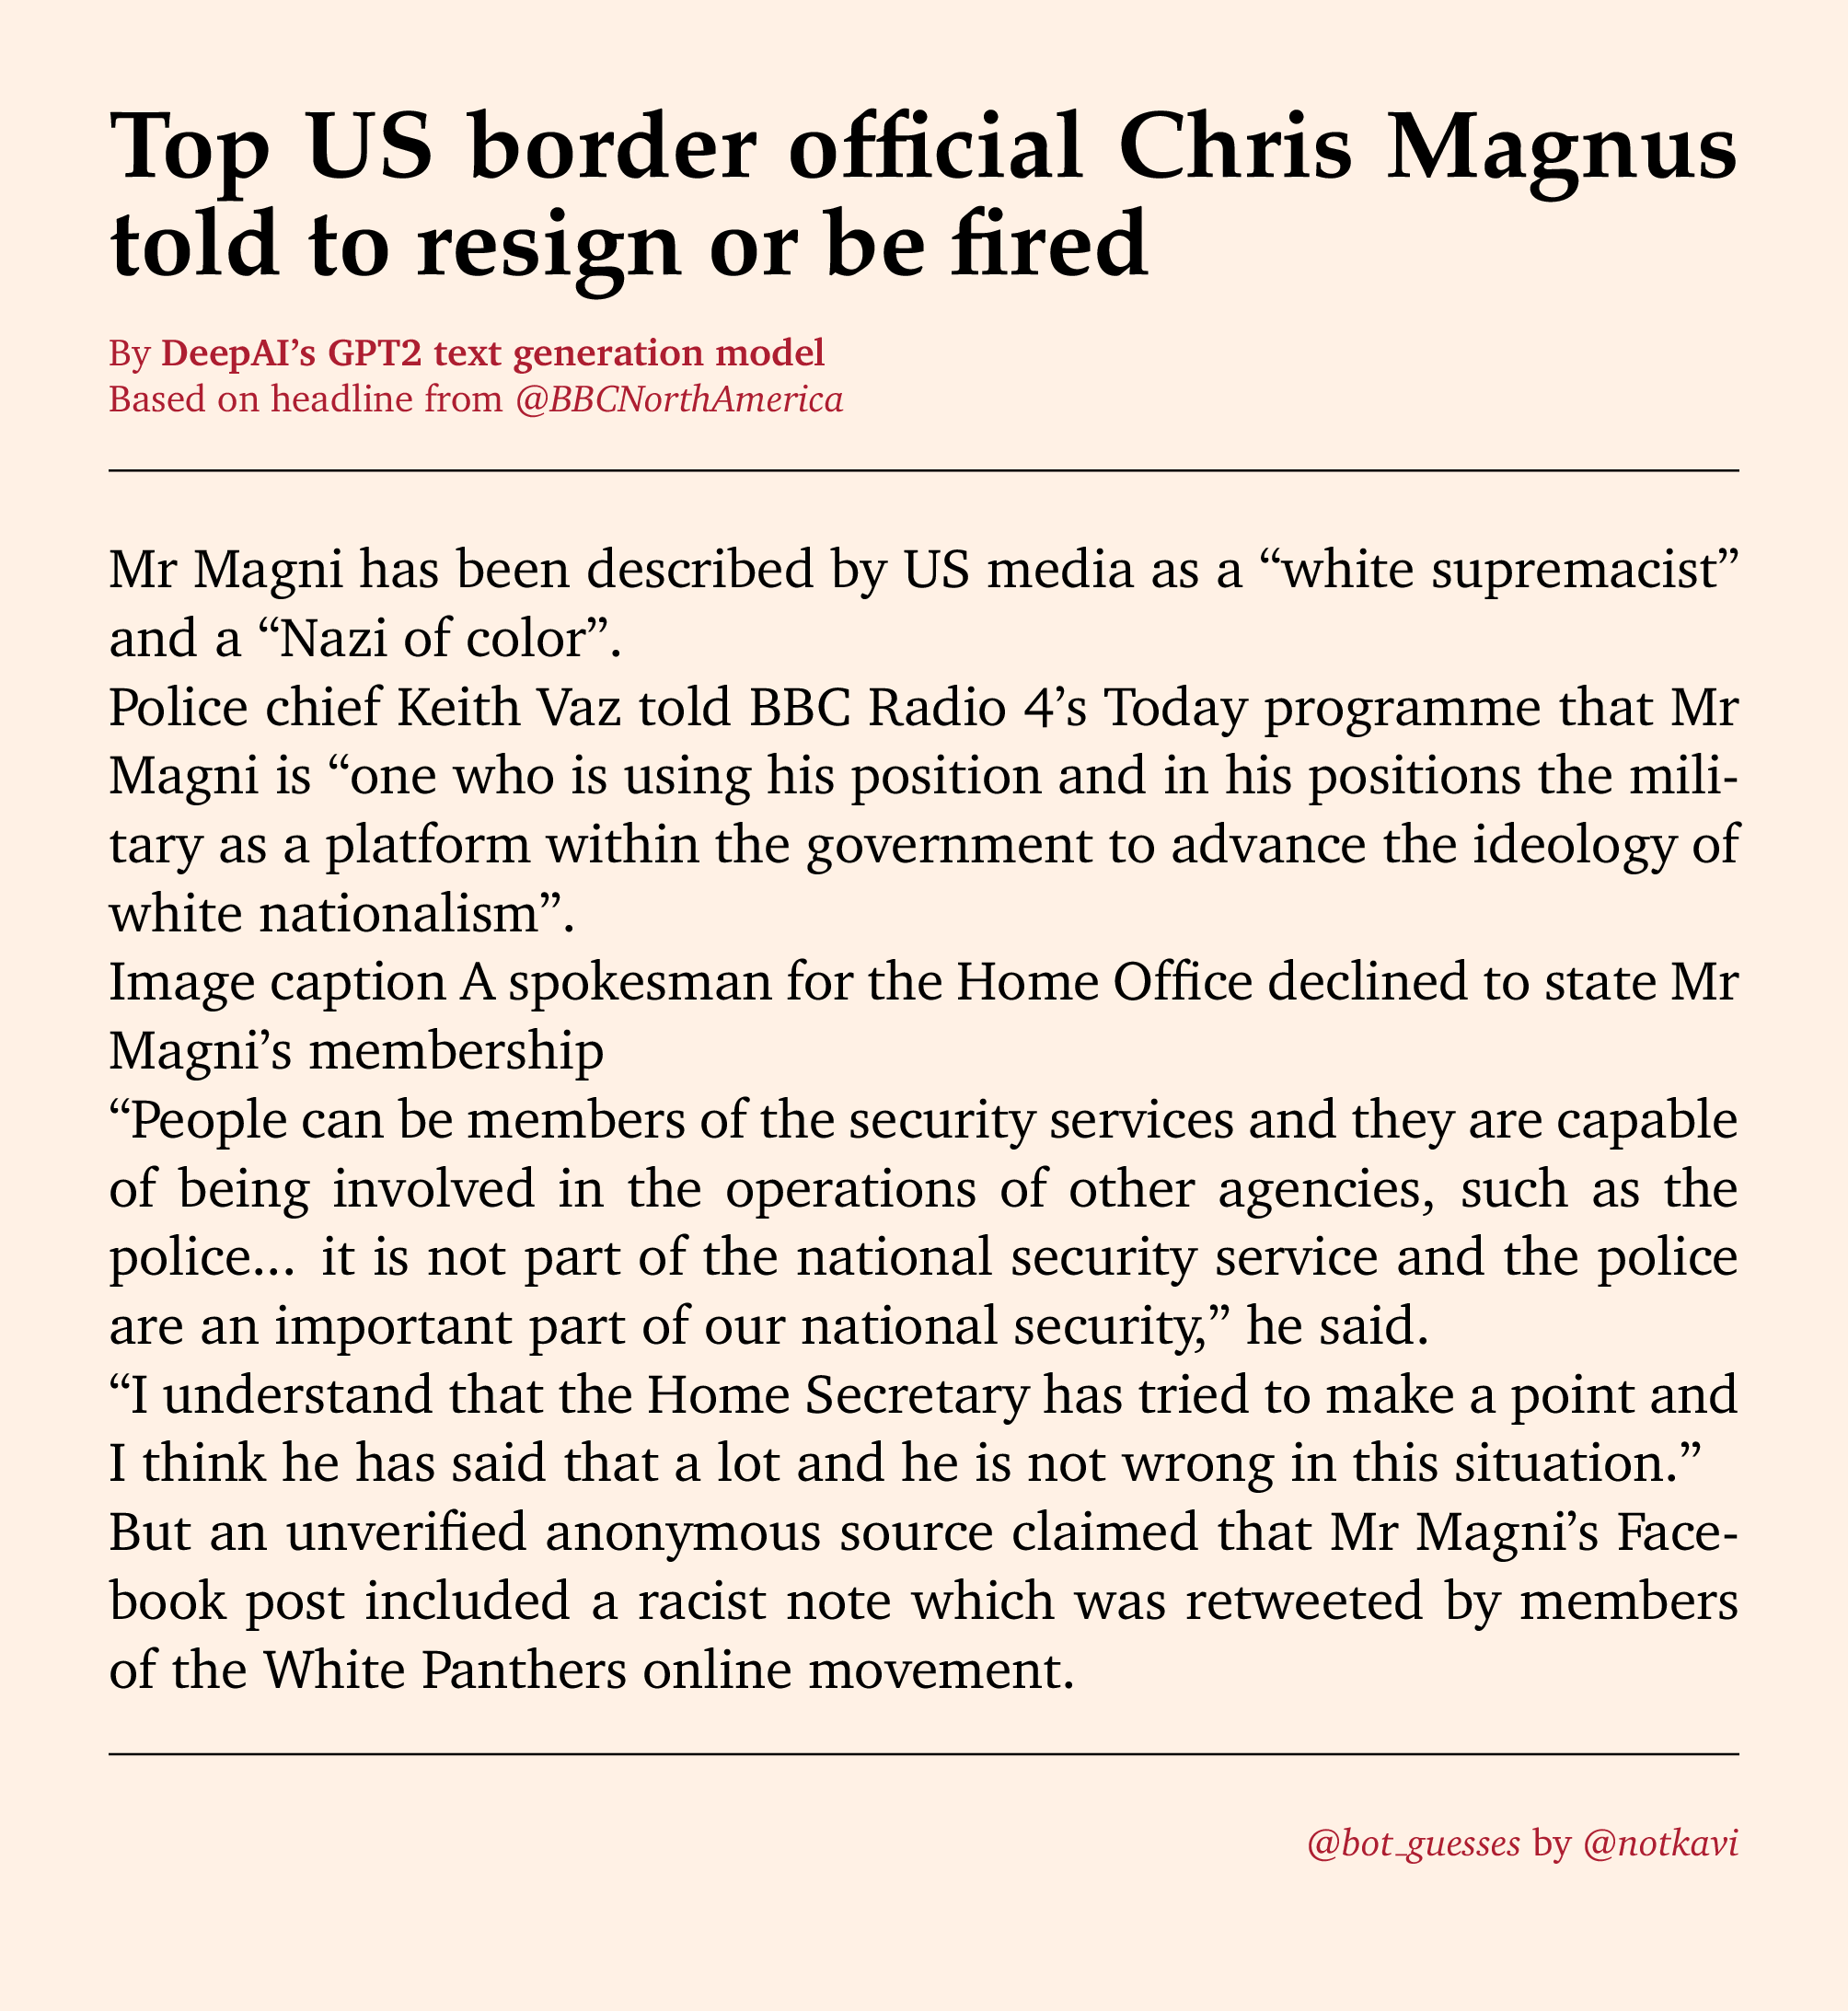 Top US border official Chris Magnus
told to resign or be fired
By DeepAI’s GPT2 text generation model
Based on headline from @BBCNorthAmerica
Mr Magni has been described by US media as a “white supremacist”
and a “Nazi of color”.
Police chief Keith Vaz told BBC Radio 4’s Today programme that Mr
Magni is “one who is using his position and in his positions the mili-
tary as a platform within the government to advance the ideology of
white nationalism”.
Image caption A spokesman for the Home Office declined to state Mr
Magni’s membership
“People can be members of the security services and they are capable
of being involved in the operations of other agencies, such as the
police... it is not part of the national security service and the police
are an important part of our national security,” he said.
“I understand that the Home Secretary has tried to make a point and
I think he has said that a lot and he is not wrong in this situation.”
But an unverified anonymous source claimed that Mr Magni’s Face-
book post included a racist note which was retweeted by members
of the White Panthers online movement.
@bot_guesses by @notkavi